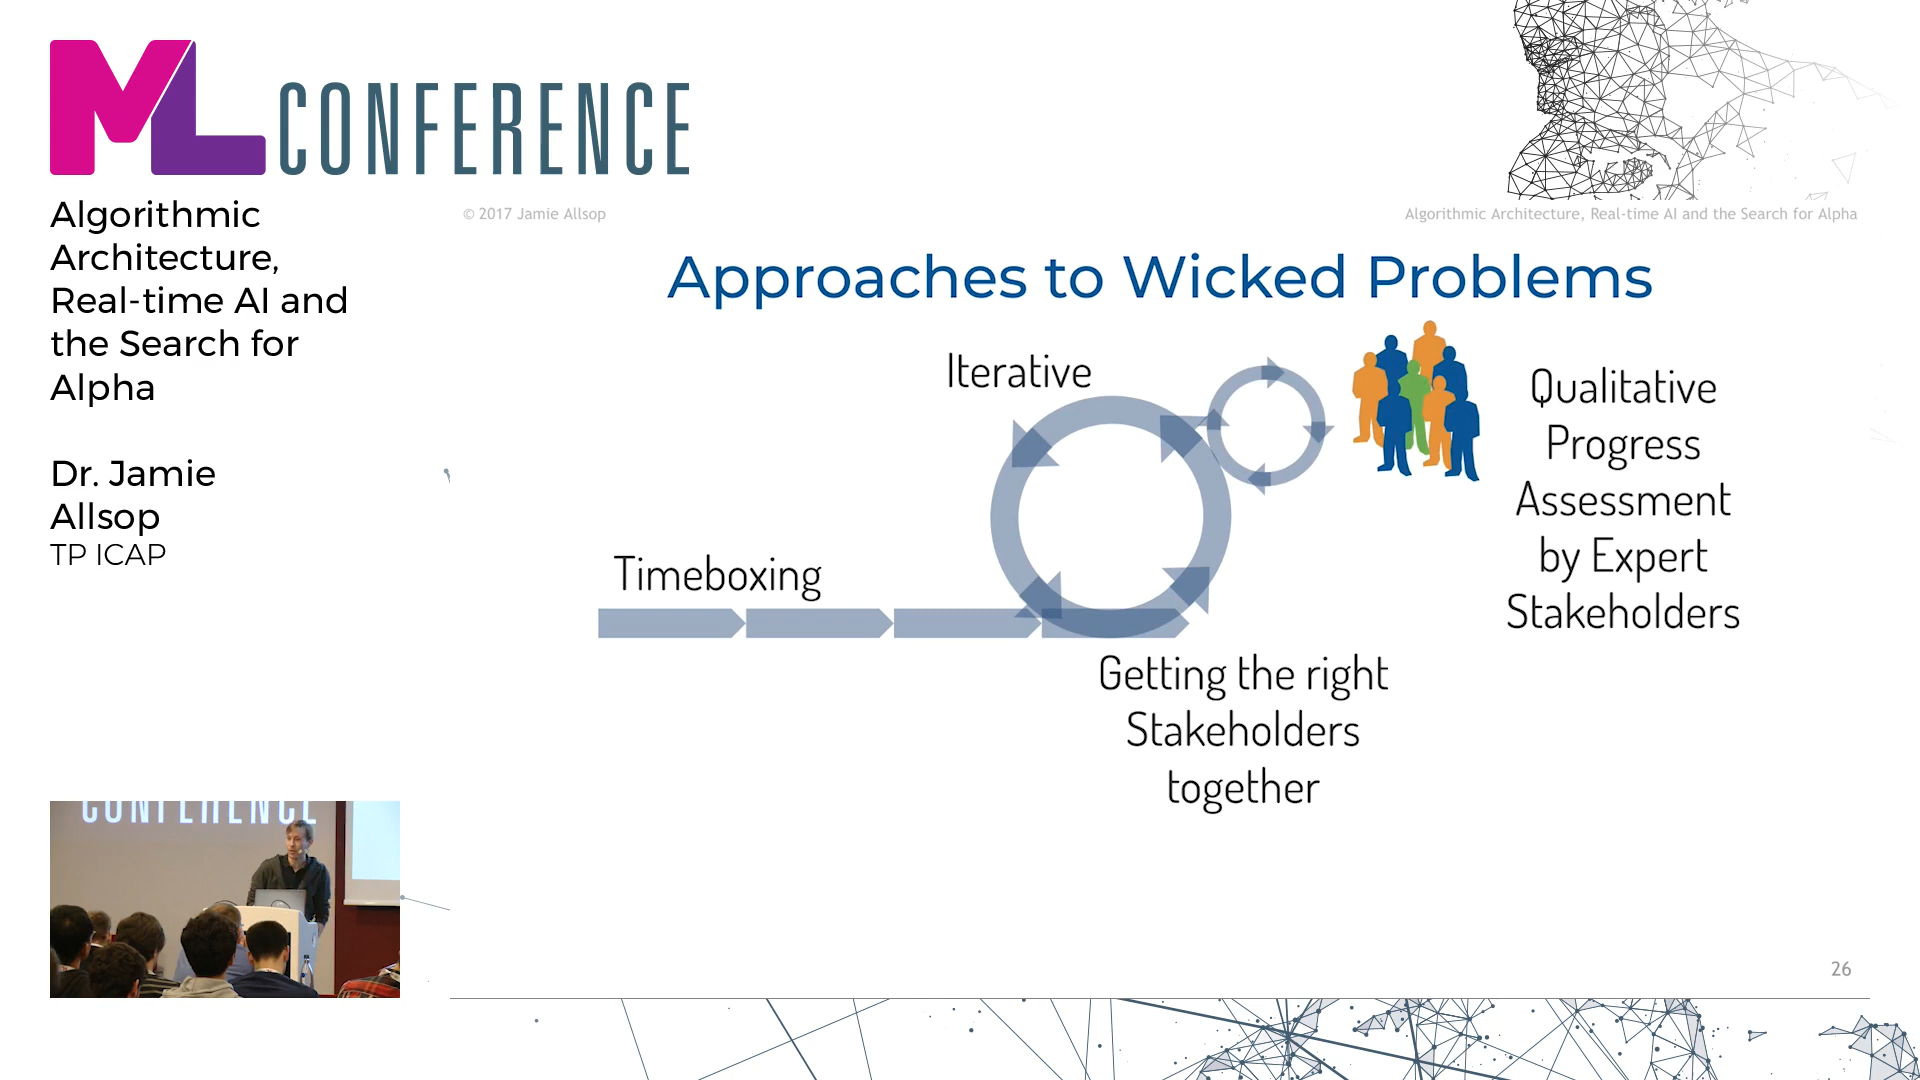 ML CONFERENCE
Algorithmic
Architecture,
Real-time AI and
the Search for
Alpha
Dr. Jamie
Allsop
TP ICAP
© 2017 Jamie Allsop
Algorithmic Architecture, Real-time AI and the Search for Alpha
Approaches to Wicked Problems
Iterative
Timeboxing
Getting the right
Stakeholders
together
Qualitative
Progress
Assessment
by Expert
Stakeholders
26
CONFERENCE